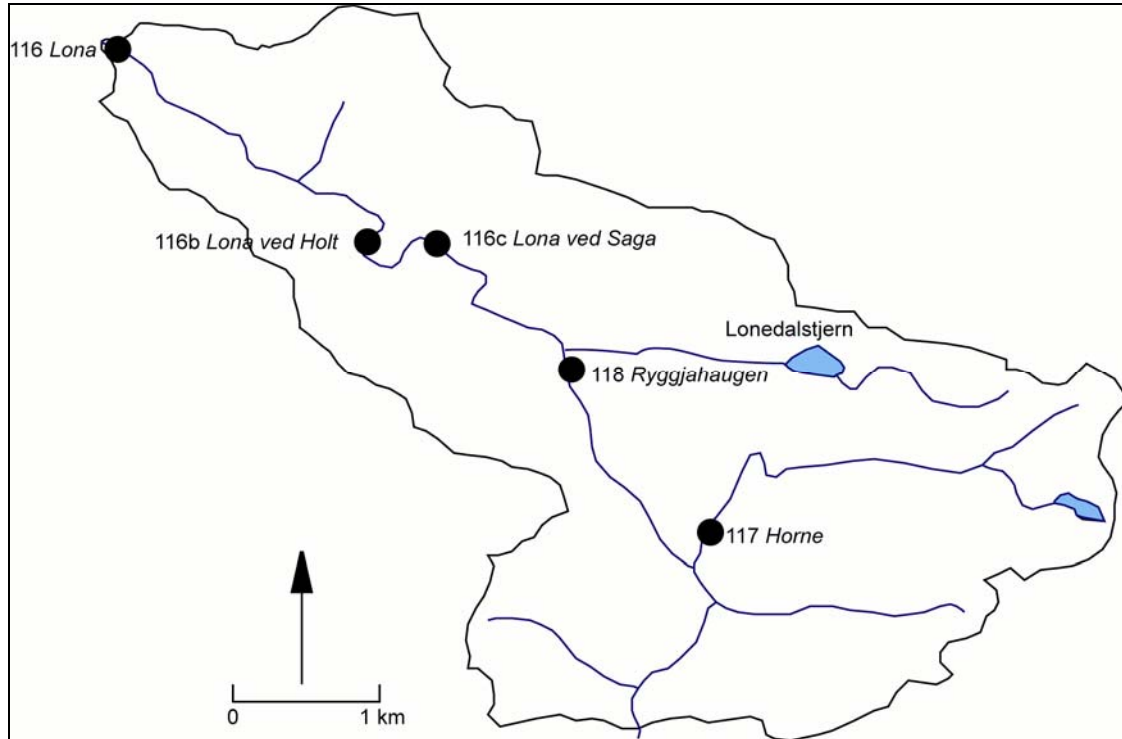 116 Lona
116b Lona ved Holt
116c Lona ved Saga
Lonedalstjern
118 Ryggjahaugen
117 Horne
0 1 km